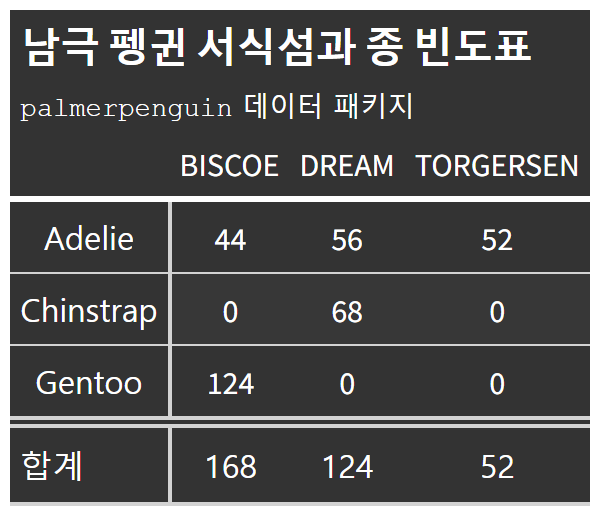 남극 펭귄 서식섬과 종 빈도표
palmerpenguin 데이터 패키지
BISCOE DREAM TORGERSEN
Adelie 44 56 52
Chinstrap 0 68 0
Gentoo 124 0 0
합계 168 124 52